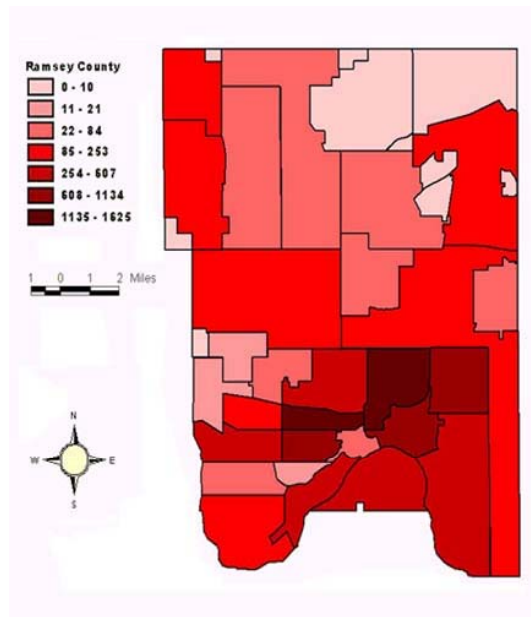 Ramsey County
0 - 10
11 - 21
22 - 84
85 - 253
254 - 607
608 - 1134
1135 - 1625
1 0 1 2 Miles
N
W E
S